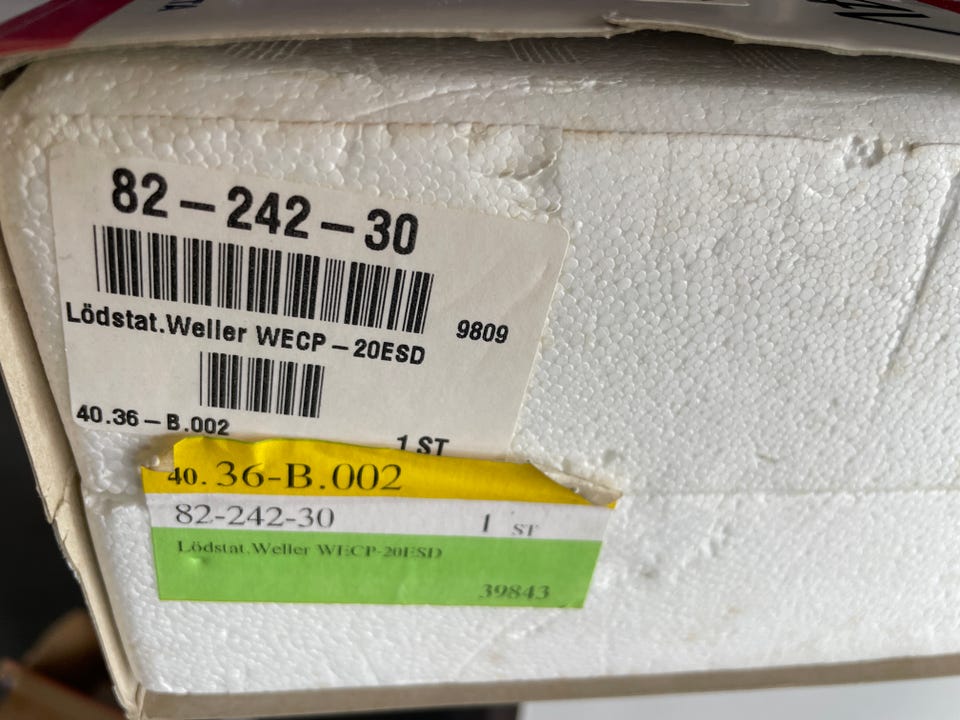 82-242-30
Lödstat.Weller WECP-20ESD
9809
40.36-B.002
1 ST
40.36-B.002
82-242-30 1 ST
Lödstat.Weller WECP-20ESD
39843